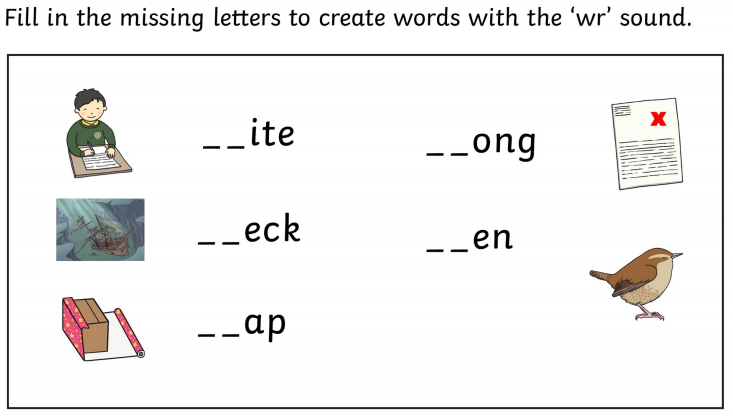 Fill in the missing letters to create words with the ‘wr’ sound.
__ite
__ong
x
__eck
__en
__ap